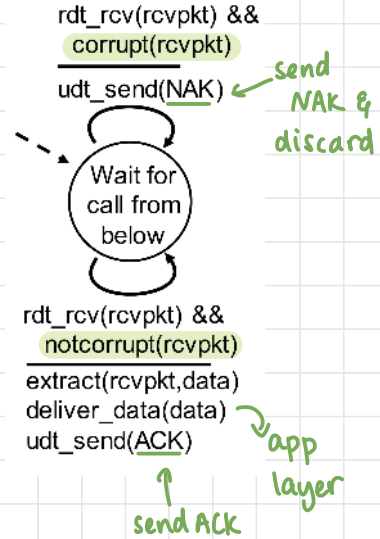 rdt_rcv(rcvpkt) &&
corrupt(rcvpkt)
udt_send(NAK)
send
NAK &
discard
Wait for
call from
below
rdt_rcv(rcvpkt) &&
notcorrupt(rcvpkt)
extract(rcvpkt,data)
deliver_data(data)
udt_send(ACK)
app
layer
send ACK